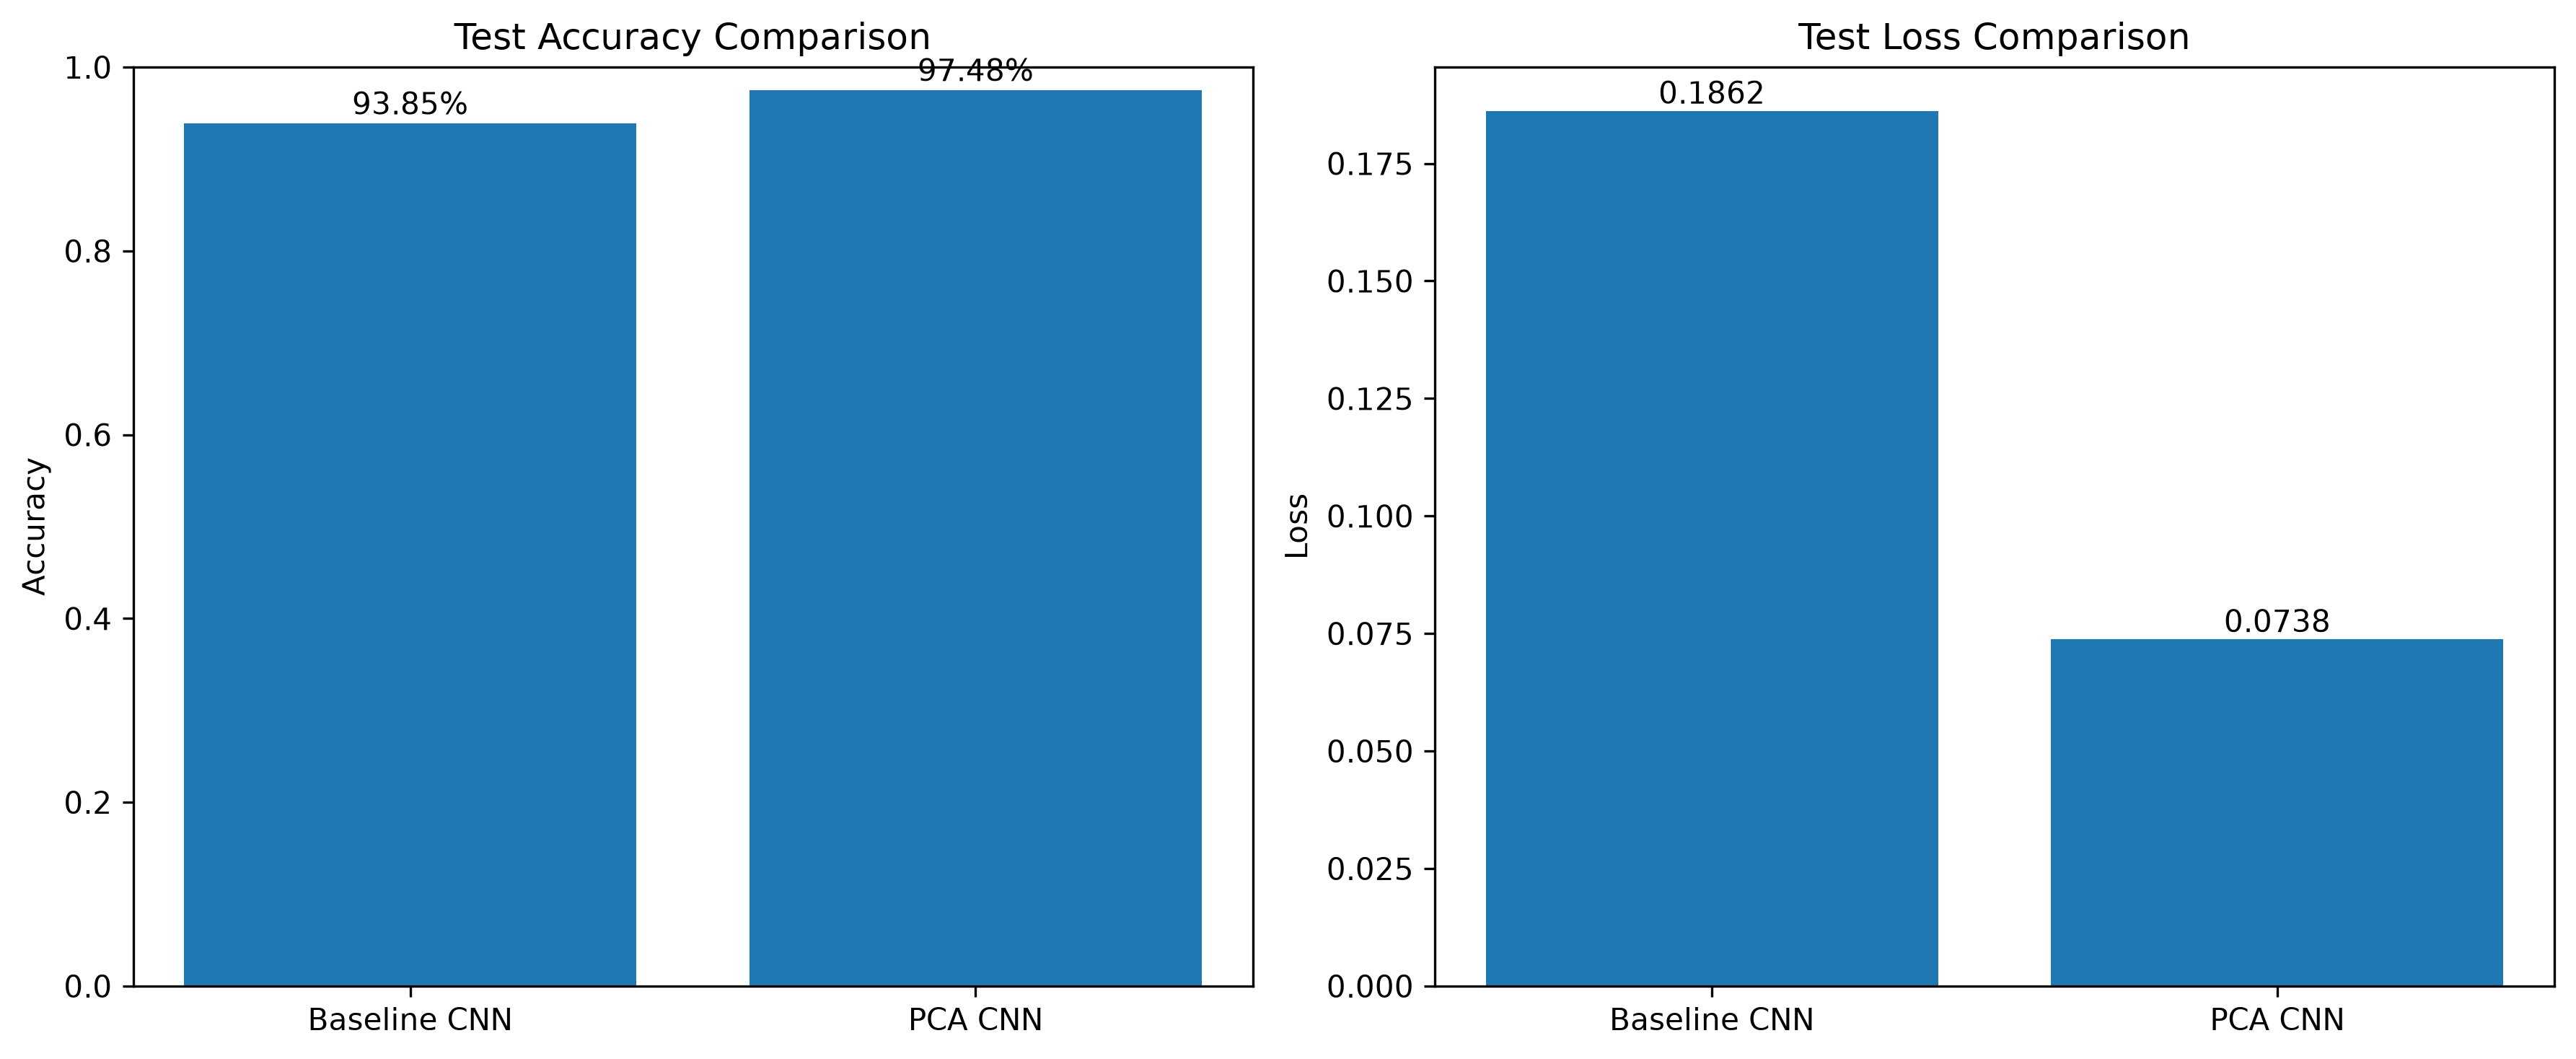 Test Accuracy Comparison
1.0
0.8
0.6
0.4
0.2
0.0
Accuracy
93.85%
97.48%
Baseline CNN
PCA CNN
Test Loss Comparison
0.175
0.150
0.125
0.100
0.075
0.050
0.025
0.000
Loss
0.1862
0.0738
Baseline CNN
PCA CNN